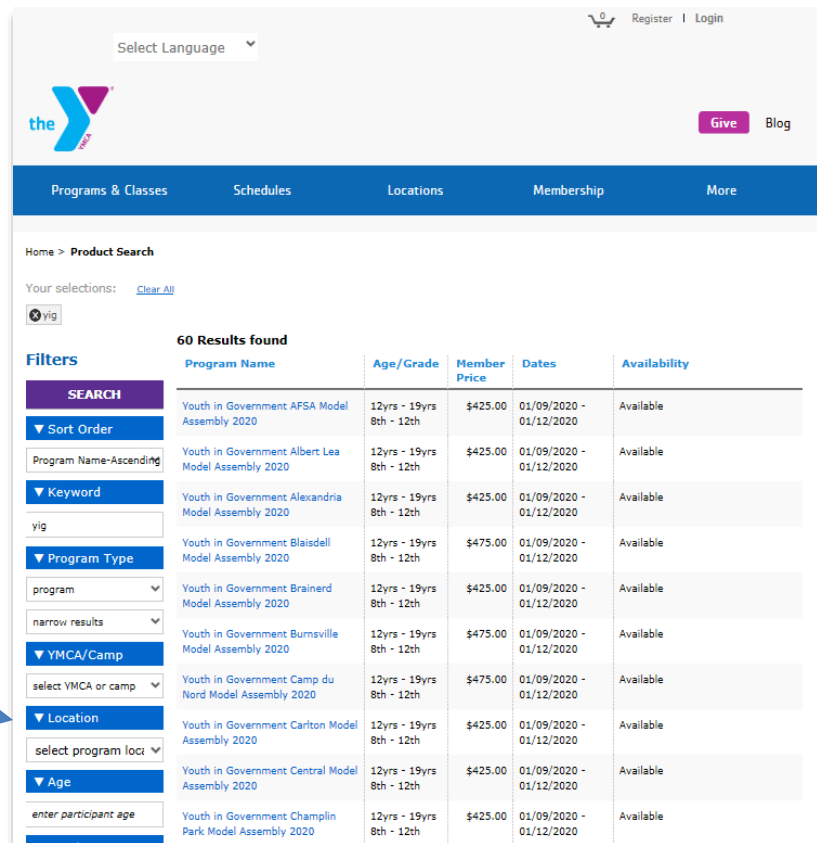 0 Register | Login
Select Language
the
YMCA
Give Blog
Programs & Classes Schedules Locations Membership More
Home > Product Search
Your selections: Clear All
yig
60 Results found
Filters
Program Name Age/Grade Member Price Dates Availability
SEARCH
Sort Order
Program Name-Ascending
Keyword
yig
Program Type
program
narrow results
YMCA/Camp
select YMCA or camp
Location
select program loca
Age
enter participant age
Youth in Government AFSA Model 12yrs - 19yrs $425.00 01/09/2020 - Available
Assembly 2020 8th - 12th 01/12/2020
Youth in Government Albert Lea 12yrs - 19yrs $425.00 01/09/2020 - Available
Model Assembly 2020 8th - 12th 01/12/2020
Youth in Government Alexandria 12yrs - 19yrs $425.00 01/09/2020 - Available
Model Assembly 2020 8th - 12th 01/12/2020
Youth in Government Blaisdell 12yrs - 19yrs $475.00 01/09/2020 - Available
Model Assembly 2020 8th - 12th 01/12/2020
Youth in Government Brainerd 12yrs - 19yrs $425.00 01/09/2020 - Available
Model Assembly 2020 8th - 12th 01/12/2020
Youth in Government Burnsville 12yrs - 19yrs $475.00 01/09/2020 - Available
Model Assembly 2020 8th - 12th 01/12/2020
Youth in Government Camp du 12yrs - 19yrs $475.00 01/09/2020 - Available
Nord Model Assembly 2020 8th - 12th 01/12/2020
Youth in Government Carlton Model 12yrs - 19yrs $425.00 01/09/2020 - Available
Assembly 2020 8th - 12th 01/12/2020
Youth in Government Central Model 12yrs - 19yrs $425.00 01/09/2020 - Available
Assembly 2020 8th - 12th 01/12/2020
Youth in Government Champlin 12yrs - 19yrs $425.00 01/09/2020 - Available
Park Model Assembly 2020 8th - 12th 01/12/2020